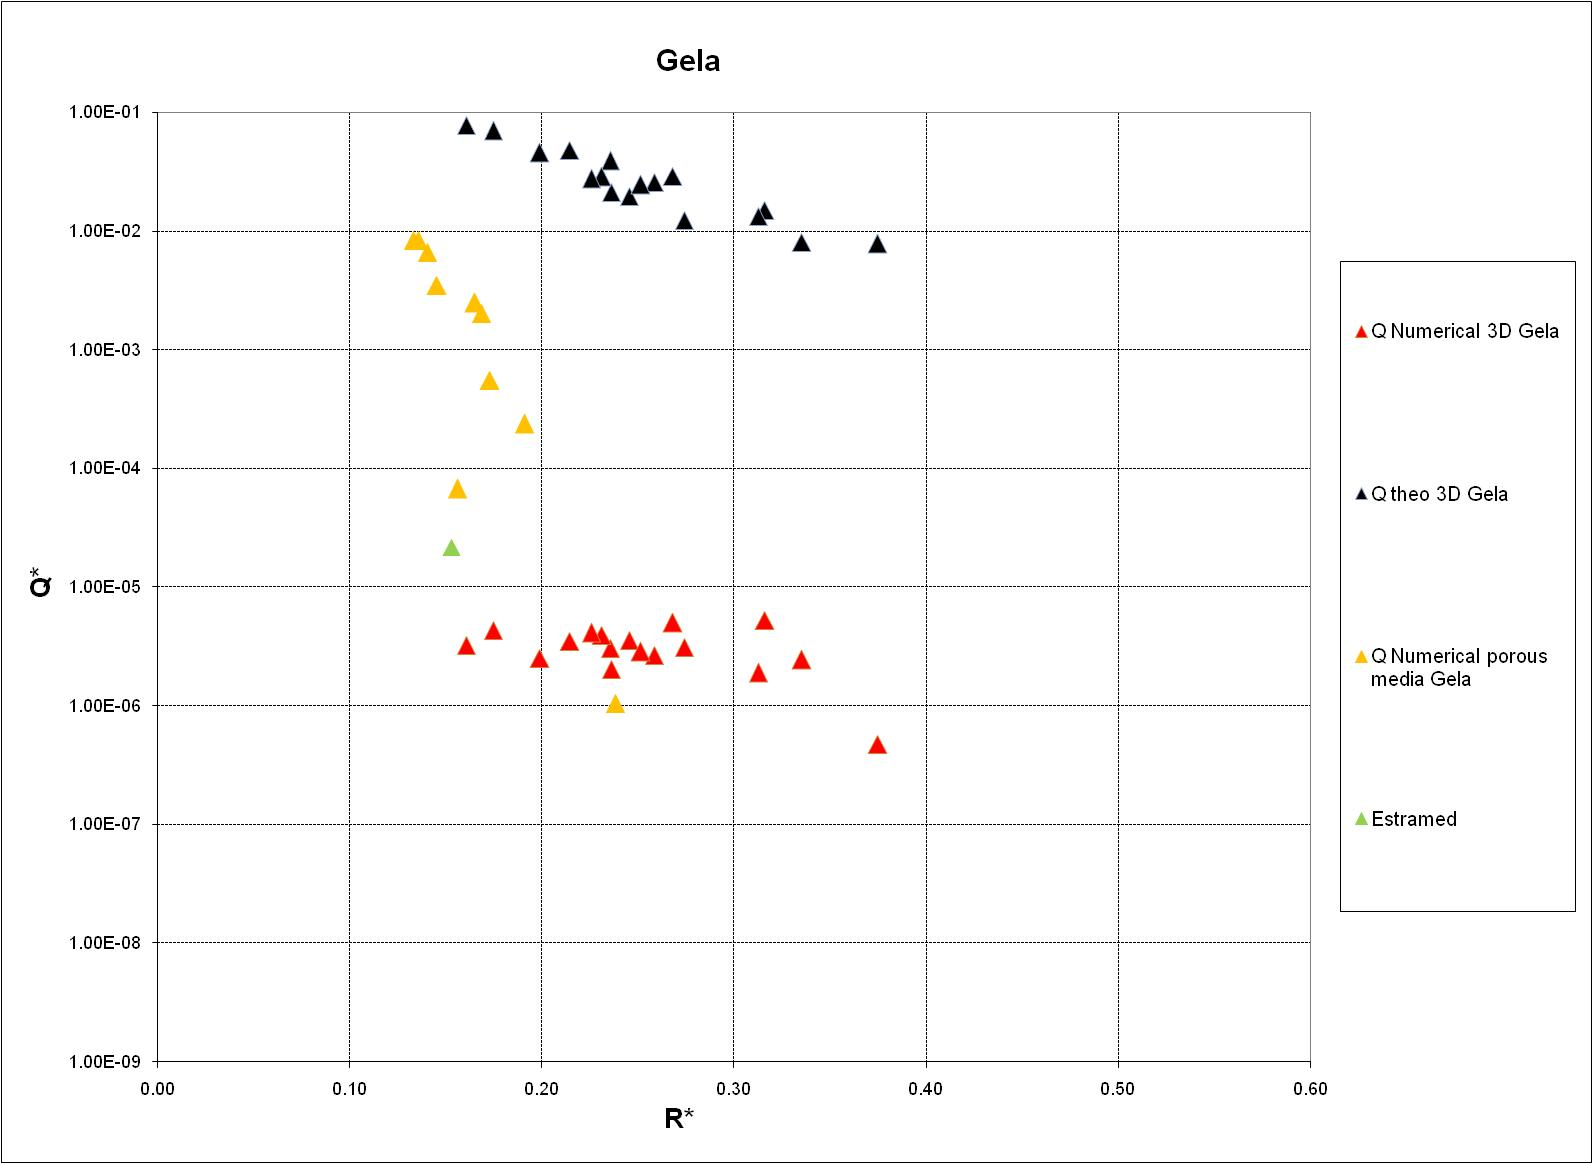 Gela
1.00E-01
1.00E-02
1.00E-03
1.00E-04
1.00E-05
1.00E-06
1.00E-07
1.00E-08
1.00E-09
Q*
0.00 0.10 0.20 0.30 0.40 0.50 0.60
R*
Q Numerical 3D Gela
Q theo 3D Gela
Q Numerical porous
media Gela
Estramed